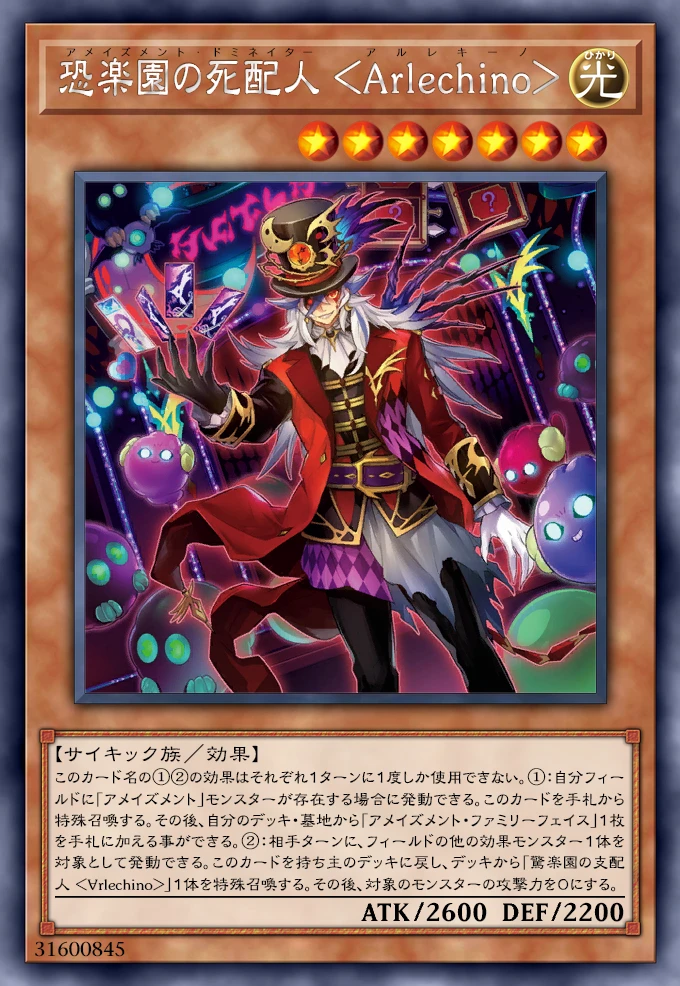 アメイズメント・ドミネイター アルレキーノ
恐楽園の死配人 <Arlechino>
ひかり
光
?
?
【サイキック族／効果】
このカード名の①②の効果はそれぞれ1ターンに1度しか使用できない。①：自分フィー
ルドに「アメイズメント」モンスターが存在する場合に発動できる。このカードを手札から
特殊召喚する。その後、自分のデッキ・墓地から「アメイズメント・ファミリーフェイス」1枚
を手札に加える事ができる。②：相手ターンに、フィールドの他の効果モンスター1体を
対象として発動できる。このカードを持ち主のデッキに戻し、デッキから「驚楽園の支配
人 <∀rlechino>」1体を特殊召喚する。その後、対象のモンスターの攻撃力を0にする。
ATK/2600 DEF/2200
31600845